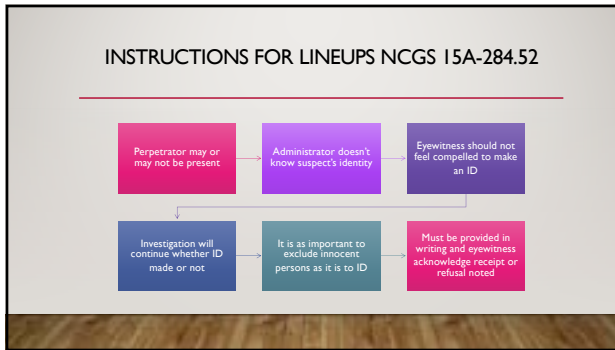 INSTRUCTIONS FOR LINEUPS NCGS 15A-284.52
Perpetrator may or
may not be present
Administrator doesn't
know suspect's identity
Eyewitness should not
feel compelled to make
an ID
Investigation will
continue whether ID
made or not
It is as important to
exclude innocent
persons as it is to ID
Must be provided in
writing and eyewitness
acknowledge receipt or
refusal noted